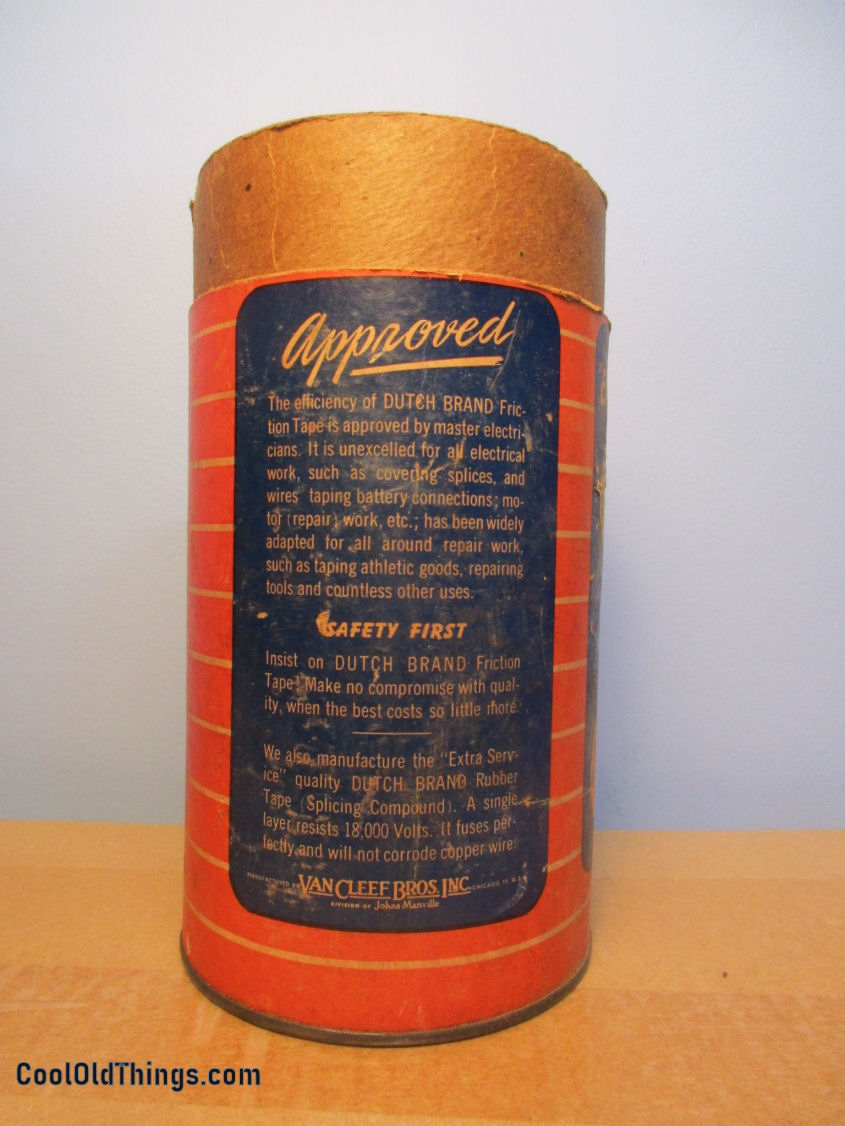 Approved
The efficiency of DUTCH BRAND Fric-
tion Tape is approved by master electri-
cians. It is unexcelled for all electrical
work, such as covering splices, and
wires taping battery connections; mo-
tor (repair) work, etc.; has been widely
adapted for all around repair work,
such as taping athletic goods, repairing
tools and countless other uses.
SAFETY FIRST
Insist on DUTCH BRAND Friction
Tape! Make no compromise with qual-
ity, when the best costs so little more.
We also manufacture the "Extra Serv-
ice" quality DUTCH BRAND Rubber
Tape (Splicing Compound). A single
layer resists 18,000 Volts. It fuses per-
fectly and will not corrode copper wire.
MANUFACTURED BY VAN CLEEF BROS. INC. CHICAGO U.S.A.
DIVISION OF Johns-Manville
CoolOldThings.com